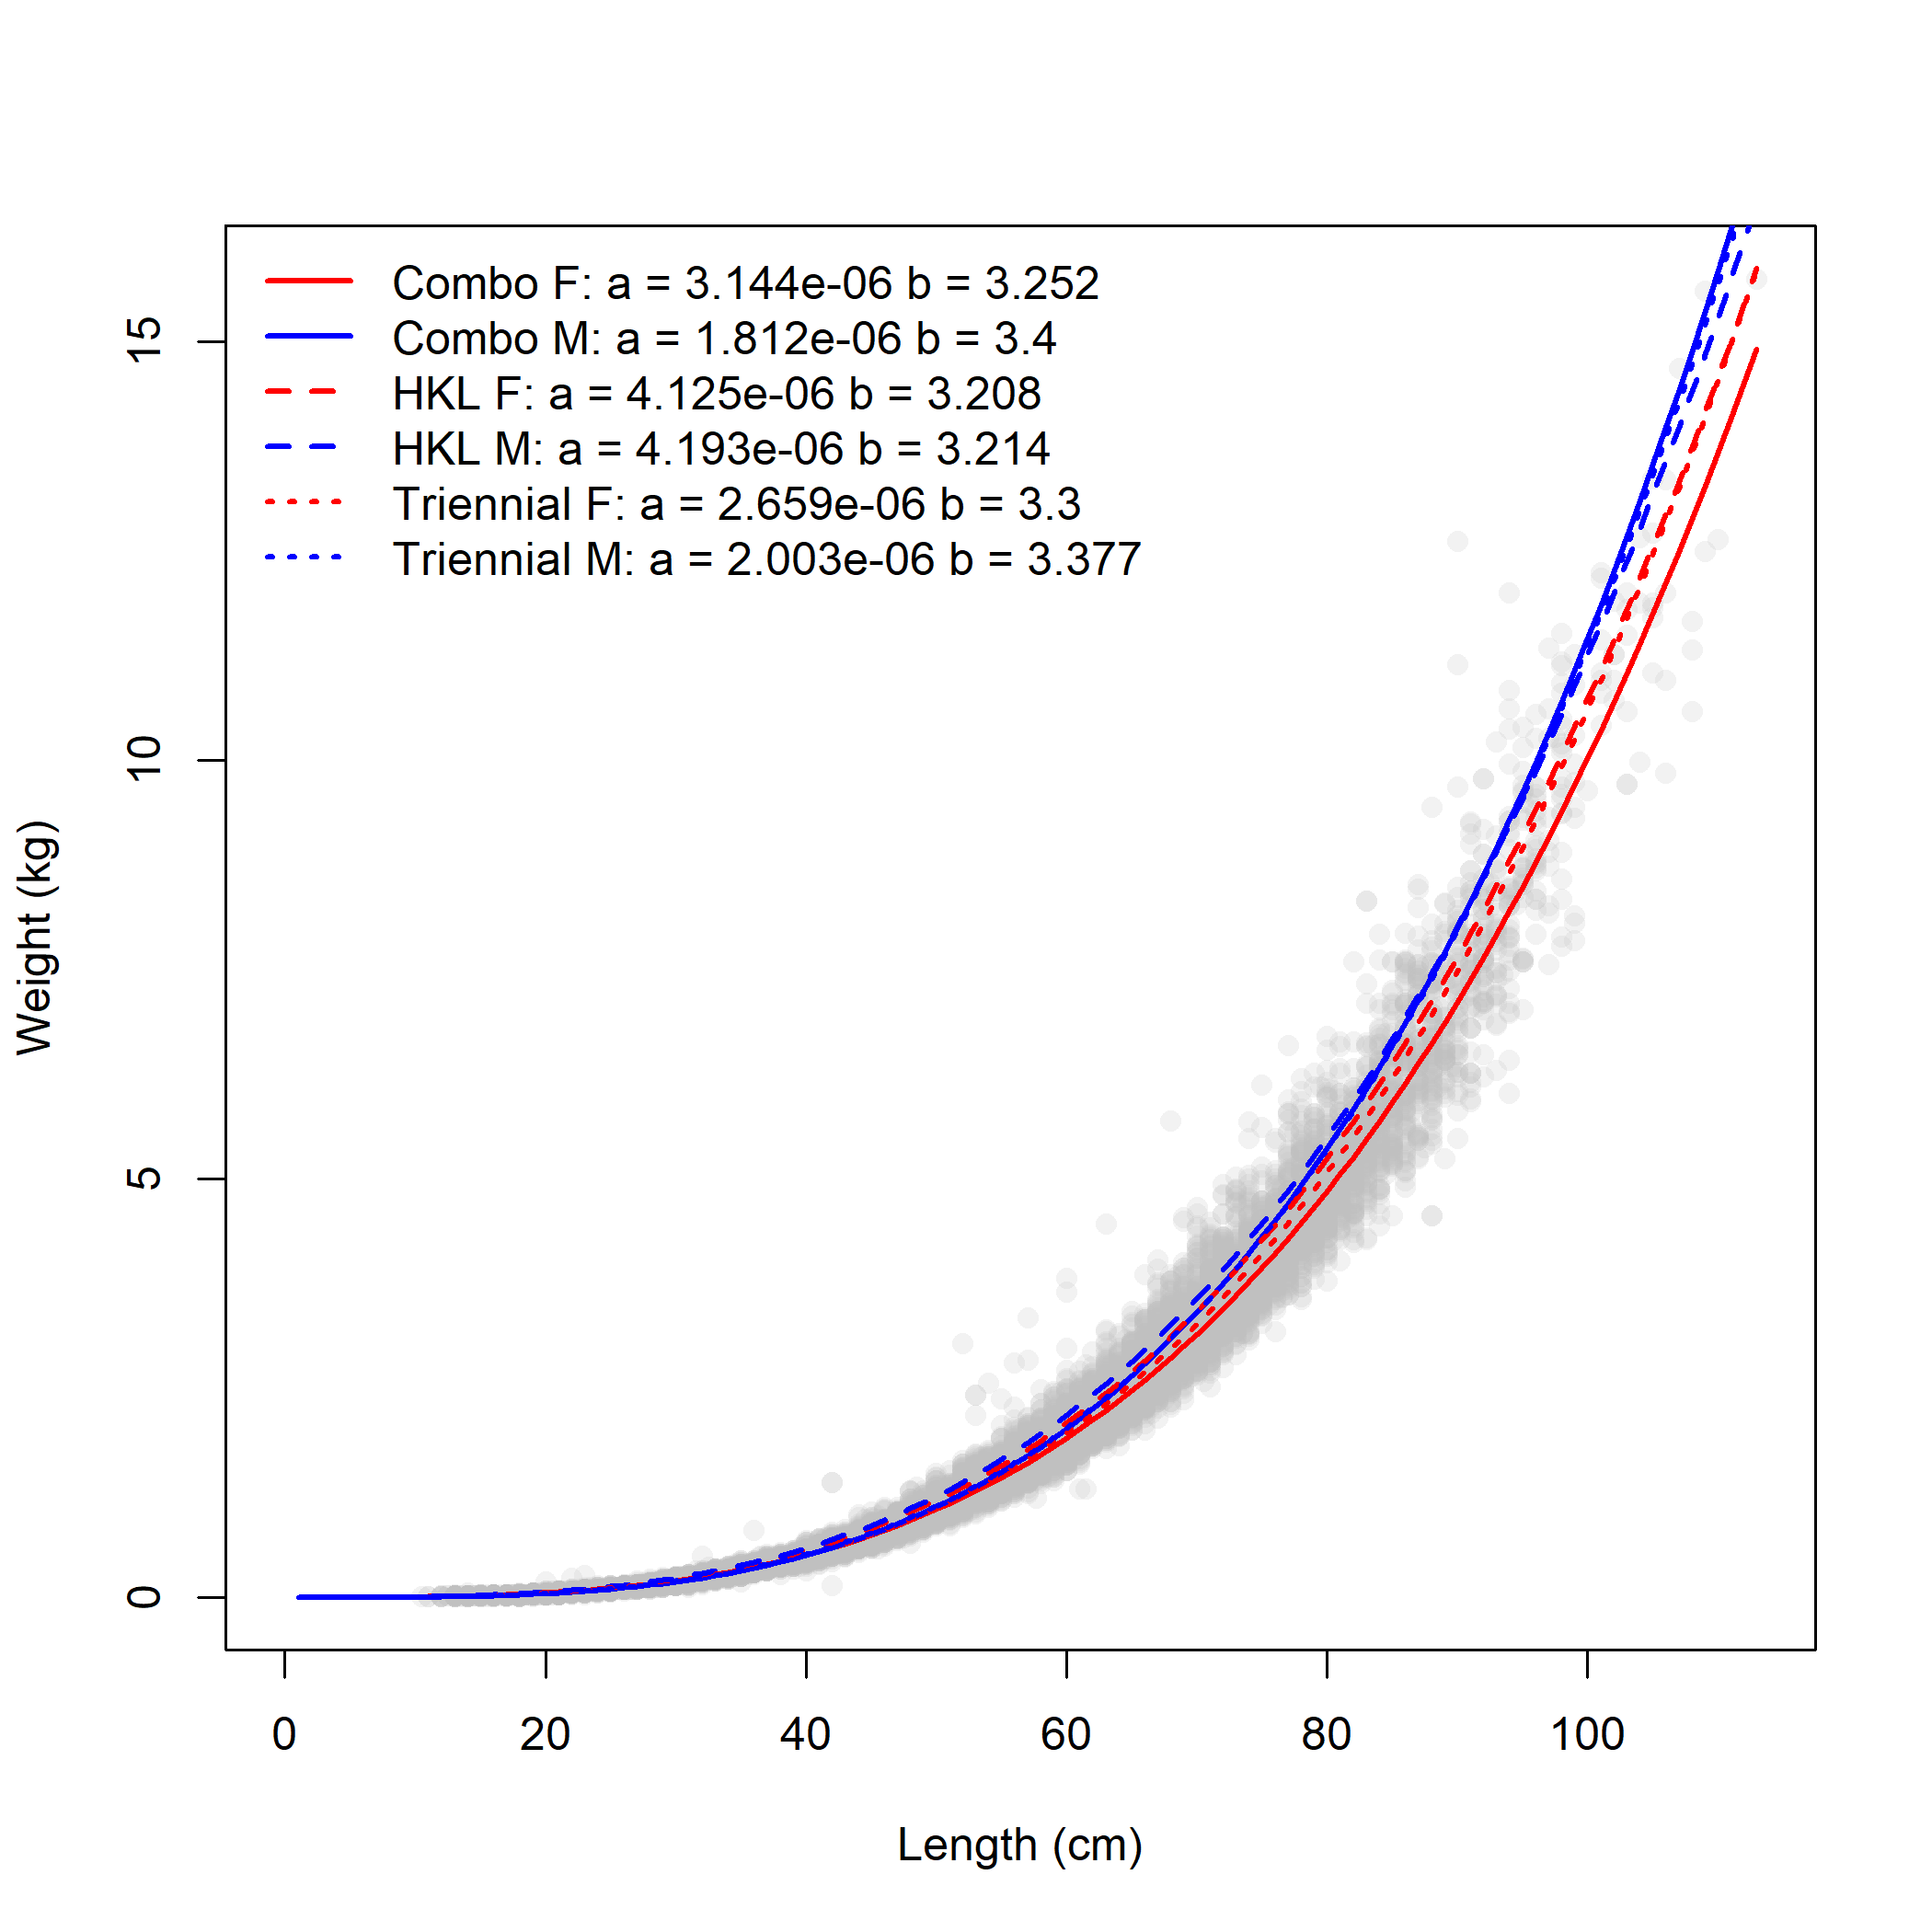 Combo F: a = 3.144e-06 b = 3.252
Combo M: a = 1.812e-06 b = 3.4
HKL F: a = 4.125e-06 b = 3.208
HKL M: a = 4.193e-06 b = 3.214
Triennial F: a = 2.659e-06 b = 3.3
Triennial M: a = 2.003e-06 b = 3.377
15
10
5
0
Weight (kg)
0 20 40 60 80 100
Length (cm)